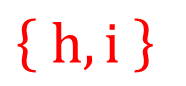 { h, i }